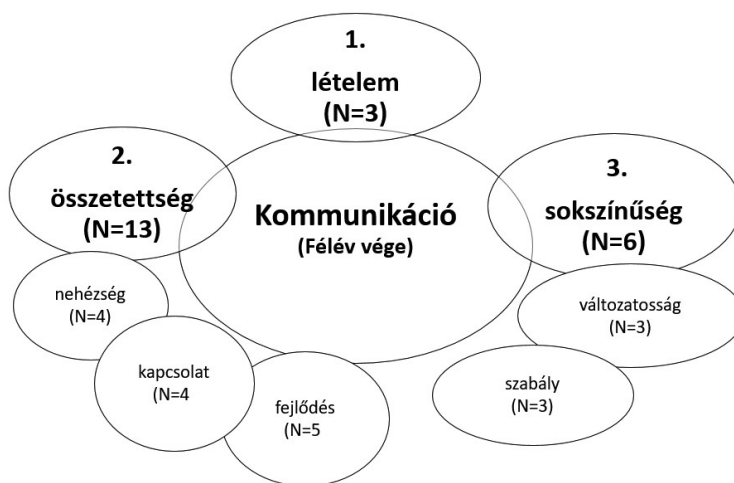 1.
lételem
(N=3)
2.
összetettség
(N=13)
3.
sokszínűség
(N=6)
Kommunikáció
(Félév vége)
nehézség
(N=4)
kapcsolat
(N=4
fejlődés
(N=5
változatosság
(N=3)
szabály
(N=3)